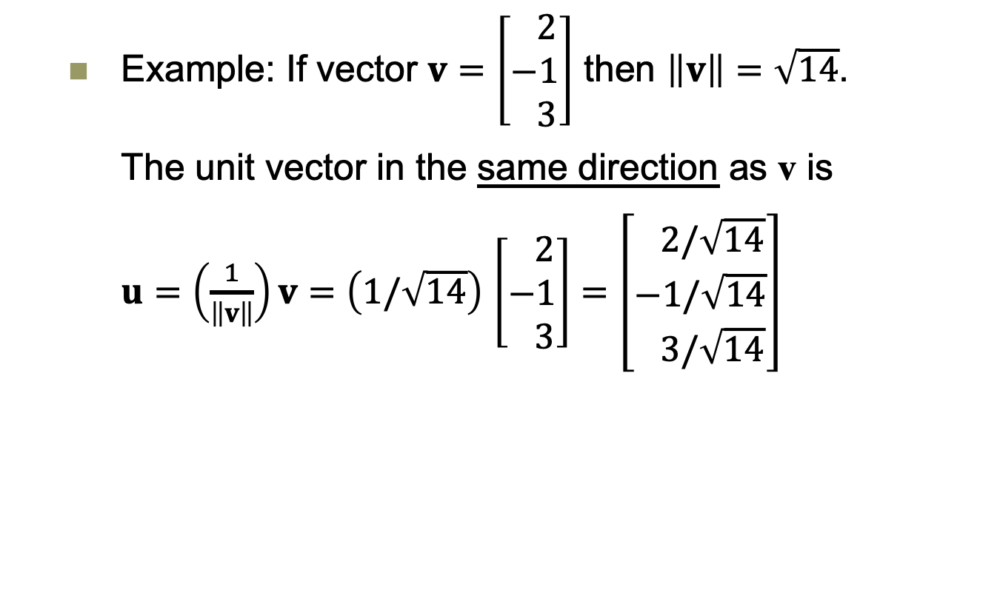 Example: If vector 𝐯 = [2 −1 3] then ‖𝐯‖ = √14.
The unit vector in the same direction as 𝐯 is
𝐮 = (1/‖𝐯‖) 𝐯 = (1/√14) [2 −1 3] = [2/√14 −1/√14 3/√14]